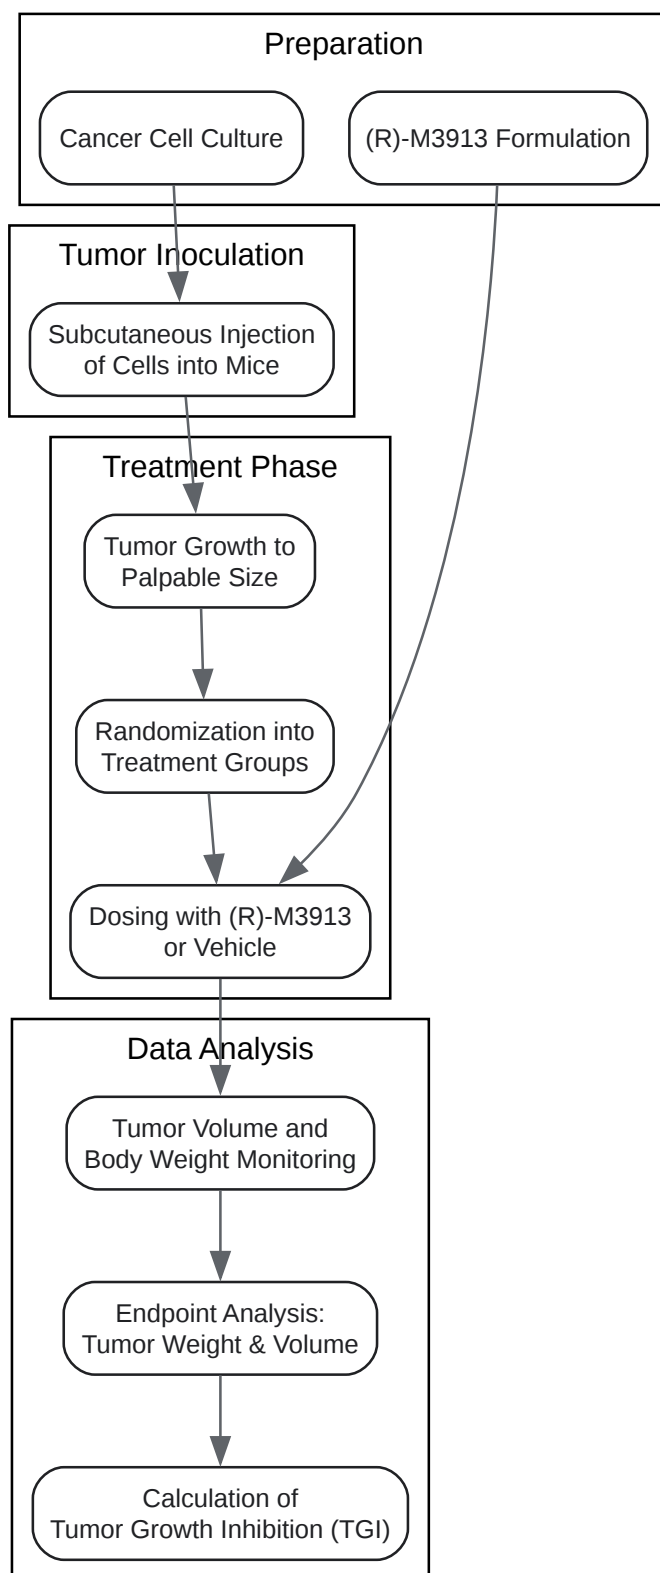 Preparation
Cancer Cell Culture
(R)-M3913 Formulation
Tumor Inoculation
Subcutaneous Injection
of Cells into Mice
Treatment Phase
Tumor Growth to
Palpable Size
Randomization into
Treatment Groups
Dosing with (R)-M3913
or Vehicle
Data Analysis
Tumor Volume and
Body Weight Monitoring
Endpoint Analysis:
Tumor Weight & Volume
Calculation of
Tumor Growth Inhibition (TGI)